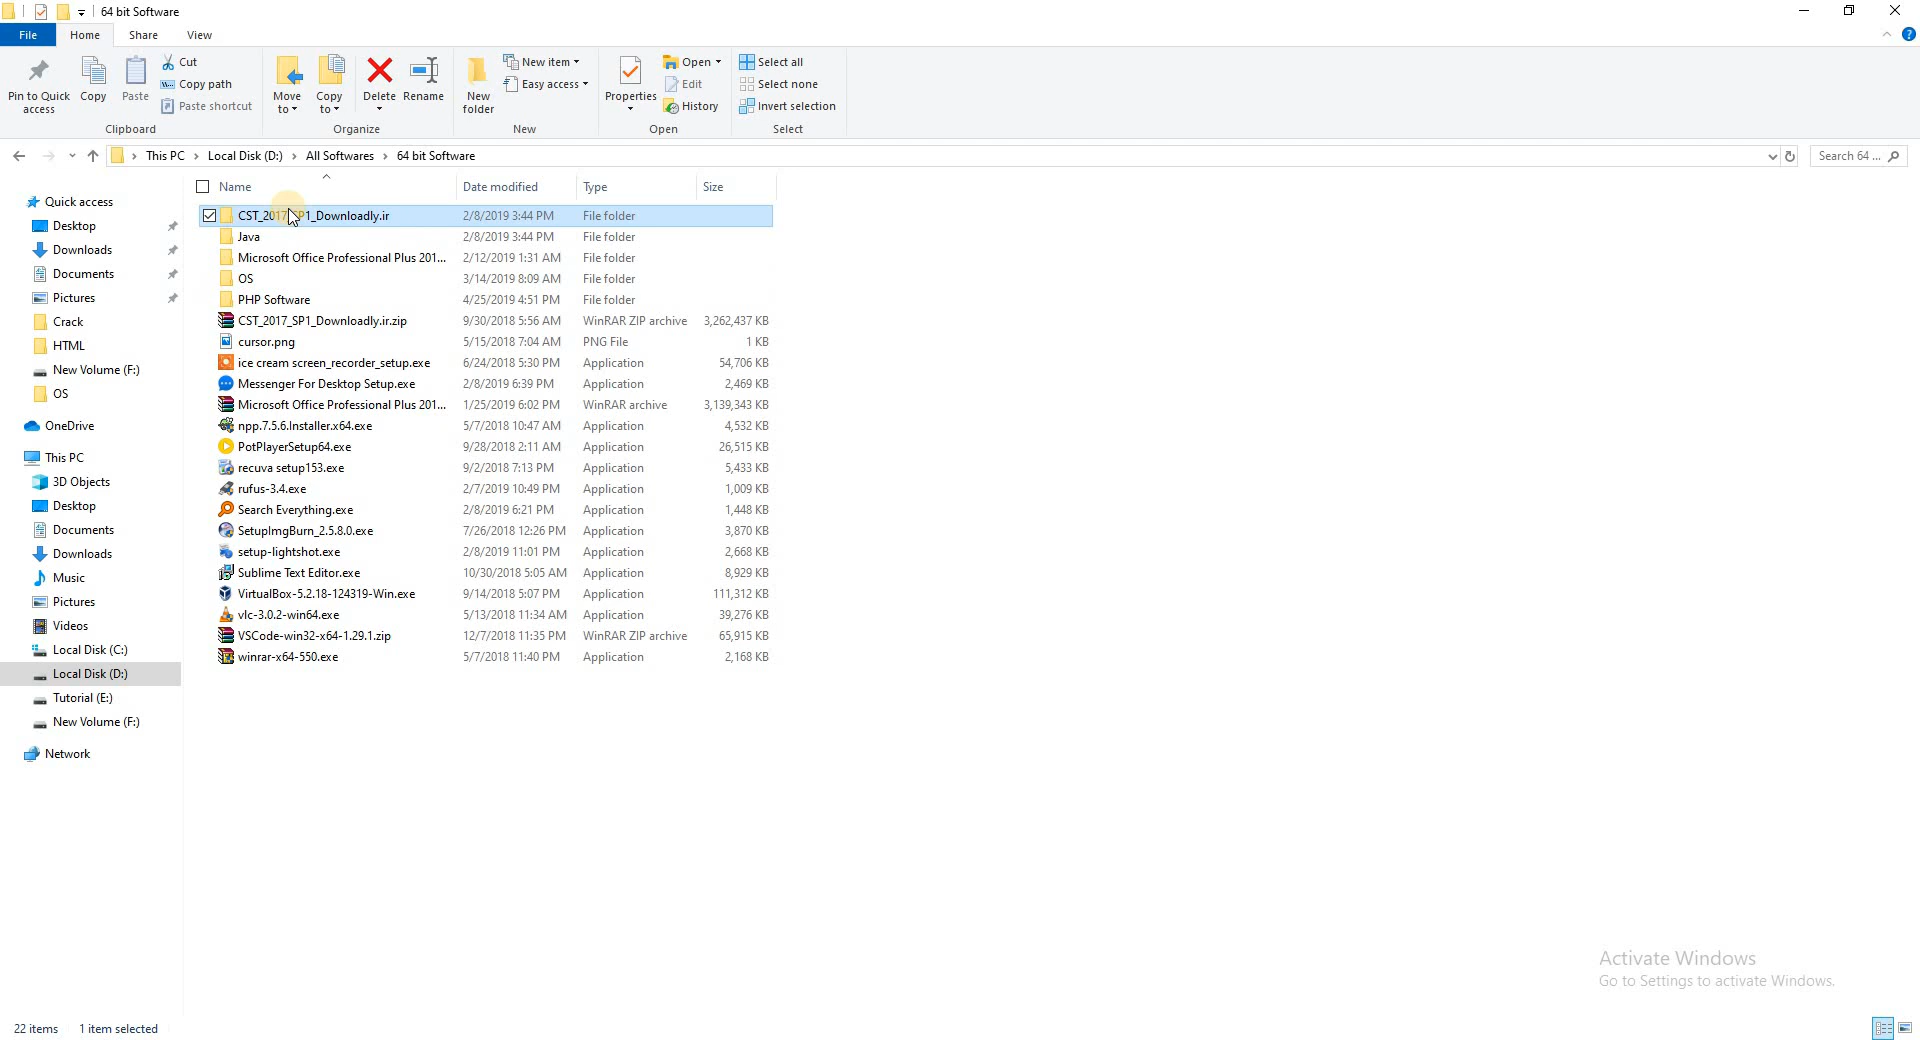 64 bit Software
File Home Share View
Pin to Quick access
Copy
Paste
Cut
Copy path
Paste shortcut
Clipboard
Move to
Copy to
Delete
Rename
Organize
New folder
New item
Easy access
New
Properties
Open
Edit
History
Open
Select all
Select none
Invert selection
Select
This PC Local Disk (D:) All Softwares 64 bit Software
Search 64 ...
Quick access
Desktop
Downloads
Documents
Pictures
Crack
HTML
New Volume (F:)
OS
OneDrive
This PC
3D Objects
Desktop
Documents
Downloads
Music
Pictures
Videos
Local Disk (C:)
Local Disk (D:)
Tutorial (E:)
New Volume (F:)
Network
Name Date modified Type Size
CST_2017_SP1_Downloadly.ir 2/8/2019 3:44 PM File folder
Java 2/8/2019 3:44 PM File folder
Microsoft Office Professional Plus 201... 2/12/2019 1:31 AM File folder
OS 3/14/2019 8:09 AM File folder
PHP Software 4/25/2019 4:51 PM File folder
CST_2017_SP1_Downloadly.ir.zip 9/30/2018 5:56 AM WinRAR ZIP archive 3,262,437 KB
cursor.png 5/15/2018 7:04 AM PNG File 1 KB
ice cream screen_recorder_setup.exe 6/24/2018 5:30 PM Application 54,706 KB
Messenger For Desktop Setup.exe 2/8/2019 6:39 PM Application 2,469 KB
Microsoft Office Professional Plus 201... 1/25/2019 6:02 PM WinRAR archive 3,139,343 KB
npp.7.5.6.Installer.x64.exe 5/7/2018 10:47 AM Application 4,532 KB
PotPlayerSetup64.exe 9/28/2018 2:11 AM Application 26,515 KB
recuva setup153.exe 9/2/2018 7:13 PM Application 5,433 KB
rufus-3.4.exe 2/7/2019 10:49 PM Application 1,009 KB
Search Everything.exe 2/8/2019 6:21 PM Application 1,448 KB
SetupImgBurn_2.5.8.0.exe 7/26/2018 12:26 PM Application 3,870 KB
setup-lightshot.exe 2/8/2019 11:01 PM Application 2,668 KB
Sublime Text Editor.exe 10/30/2018 5:05 AM Application 8,929 KB
VirtualBox-5.2.18-124319-Win.exe 9/14/2018 5:07 PM Application 111,312 KB
vlc-3.0.2-win64.exe 5/13/2018 11:34 AM Application 39,276 KB
VSCode-win32-x64-1.29.1.zip 12/7/2018 11:35 PM WinRAR ZIP archive 65,915 KB
winrar-x64-550.exe 5/7/2018 11:40 PM Application 2,168 KB
Activate Windows
Go to Settings to activate Windows.
22 items 1 item selected